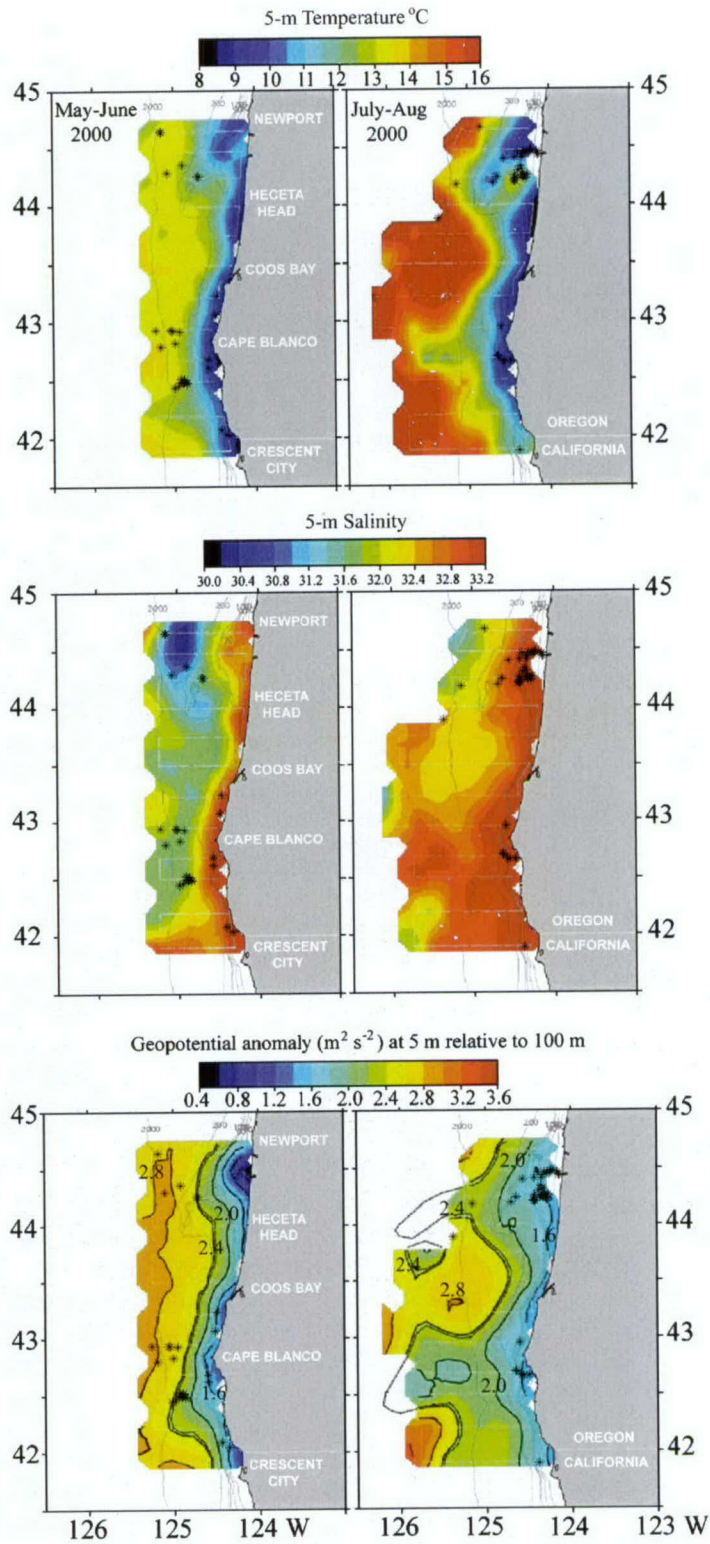 5-m Temperature °C
8 9 10 11 12 13 14 15 16
45
May-June
2000
2000
NEWPORT
July-Aug
2000
2000
45
44
HECETA
HEAD
44
COOS BAY
43
CAPE BLANCO
43
42
CRESCENT
CITY
OREGON
CALIFORNIA
42
5-m Salinity
30.0 30.4 30.8 31.2 31.6 32.0 32.4 32.8 33.2
45
2000
NEWPORT
2000
45
44
HECETA
HEAD
44
COOS BAY
43
CAPE BLANCO
43
42
CRESCENT
CITY
OREGON
CALIFORNIA
42
Geopotential anomaly (m² s⁻²) at 5 m relative to 100 m
0.4 0.8 1.2 1.6 2.0 2.4 2.8 3.2 3.6
45
2000
NEWPORT
2000
45
2.8
2.0
2.0
44
HECETA
HEAD
2.4
2.4
1.6
44
2.4
COOS BAY
2.8
43
CAPE BLANCO
43
1.6
2.0
42
CRESCENT
CITY
OREGON
CALIFORNIA
42
126 125 124 W
126 125 124 123 W